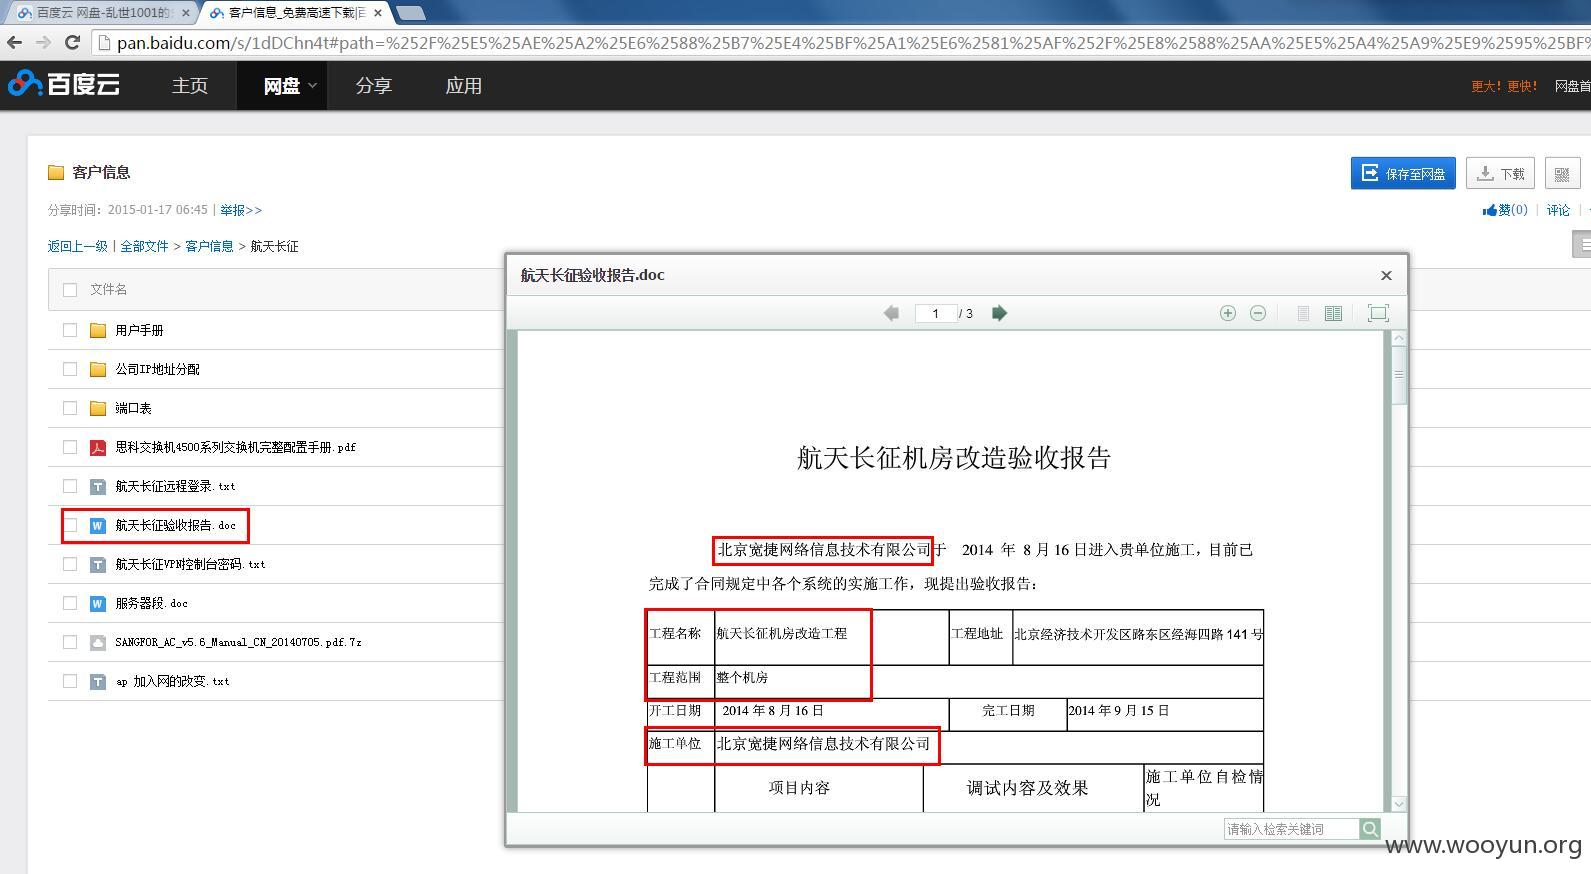 百度云 网盘-乱世1001的
客户信息_免费高速下载|百
pan.baidu.com/s/1dDChn4t#path=%252F%25E5%25AE%25A2%25E6%2588%25B7%25E4%25BF%25A1%25E6%2581%25AF%252F%25E8%2588%25AA%25E5%25A4%25A9%25E9%2595%25BF%
百度云 主页 网盘 分享 应用 更大！更快！ 网盘首
客户信息
保存至网盘 下载
分享时间：2015-01-17 06:45 | 举报>>
赞(0) | 评论
返回上一级 | 全部文件 > 客户信息 > 航天长征
文件名
用户手册
公司IP地址分配
端口表
思科交换机4500系列交换机完整配置手册.pdf
航天长征远程登录.txt
航天长征验收报告.doc
航天长征VPN控制台密码.txt
服务器段.doc
SANGFOR_AC_v5.6_Manual_CN_20140705.pdf.7z
ap 加入网的改变.txt
航天长征验收报告.doc
1 / 3
航天长征机房改造验收报告
北京宽捷网络信息技术有限公司于 2014 年 8 月 16 日进入贵单位施工，目前已
完成了合同规定中各个系统的实施工作，现提出验收报告：
工程名称 航天长征机房改造工程 工程地址 北京经济技术开发区路东区经海四路 141 号
工程范围 整个机房
开工日期 2014 年 8 月 16 日 完工日期 2014 年 9 月 15 日
施工单位 北京宽捷网络信息技术有限公司
项目内容 调试内容及效果 施工单位自检情
况
请输入检索关键词
www.wooyun.org